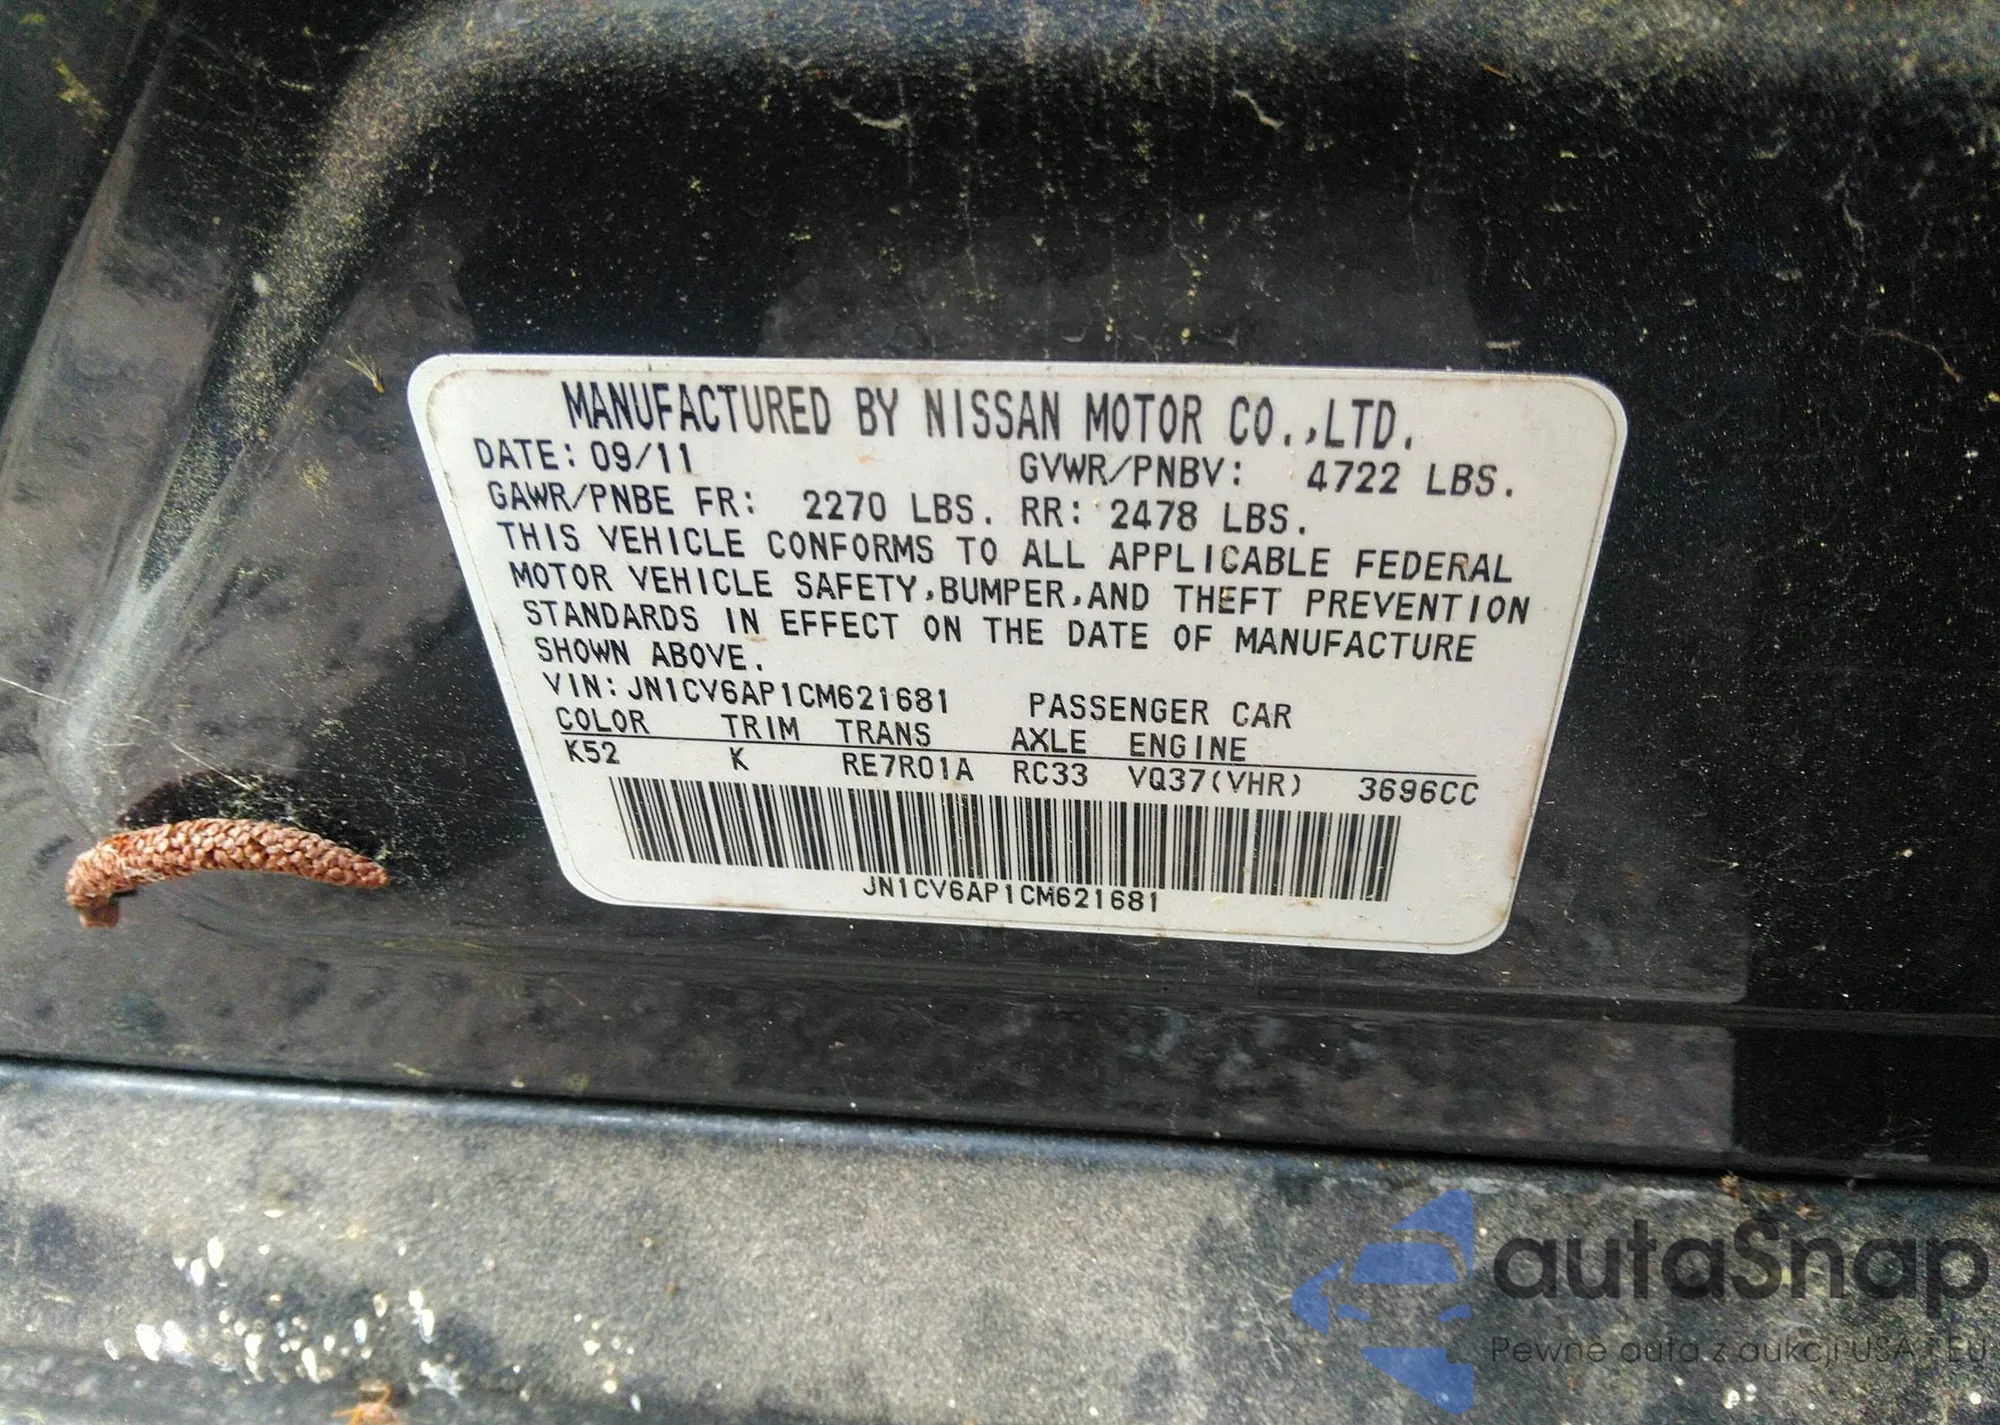 MANUFACTURED BY NISSAN MOTOR CO.,LTD.
DATE: 09/11 GVWR/PNBV: 4722 LBS.
GAWR/PNBE FR: 2270 LBS. RR: 2478 LBS.
THIS VEHICLE CONFORMS TO ALL APPLICABLE FEDERAL
MOTOR VEHICLE SAFETY,BUMPER,AND THEFT PREVENTION
STANDARDS IN EFFECT ON THE DATE OF MANUFACTURE
SHOWN ABOVE.
VIN: JN1CV6AP1CM621681 PASSENGER CAR
COLOR TRIM TRANS AXLE ENGINE
K52 K RE7R01A RC33 VQ37(VHR) 3696CC
JN1CV6AP1CM621681
autaSnap
Pewne auta z aukcji USA i EU